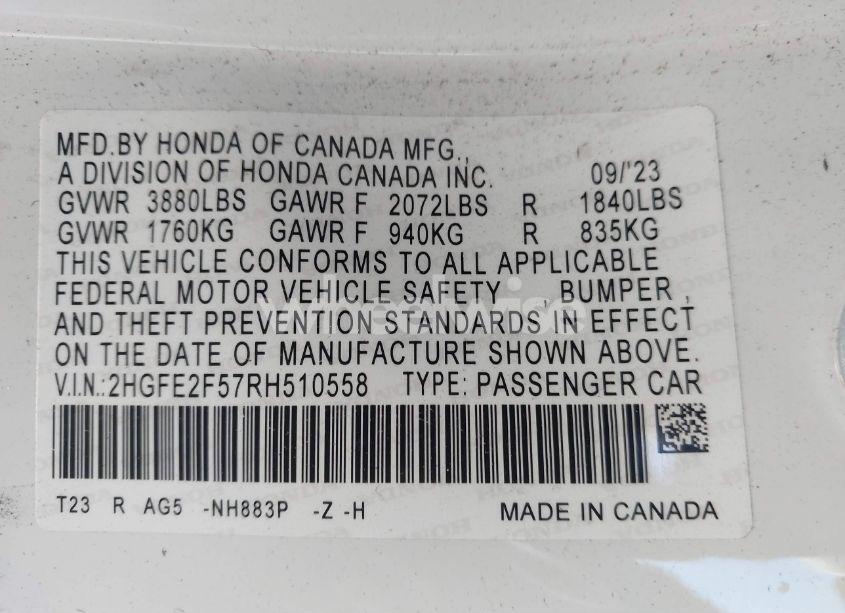 MFD.BY HONDA OF CANADA MFG.,
A DIVISION OF HONDA CANADA INC. 09/'23
GVWR 3880LBS GAWR F 2072LBS R 1840LBS
GVWR 1760KG GAWR F 940KG R 835KG
THIS VEHICLE CONFORMS TO ALL APPLICABLE
FEDERAL MOTOR VEHICLE SAFETY , BUMPER ,
AND THEFT PREVENTION STANDARDS IN EFFECT
ON THE DATE OF MANUFACTURE SHOWN ABOVE.
V.I.N.:2HGFE2F57RH510558 TYPE: PASSENGER CAR
T23 R AG5 -NH883P -Z -H MADE IN CANADA